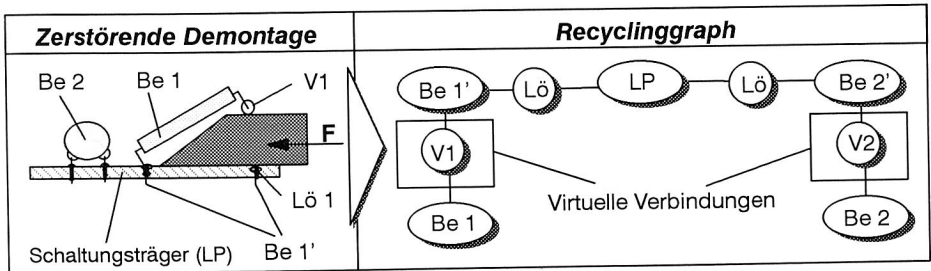 Zerstörende Demontage
Be 2
Be 1
V1
F
Lö 1
Schaltungsträger (LP)
Be 1'
Recyclinggraph
Be 1'
Lö
LP
Lö
Be 2'
V1
V2
Virtuelle Verbindungen
Be 1
Be 2